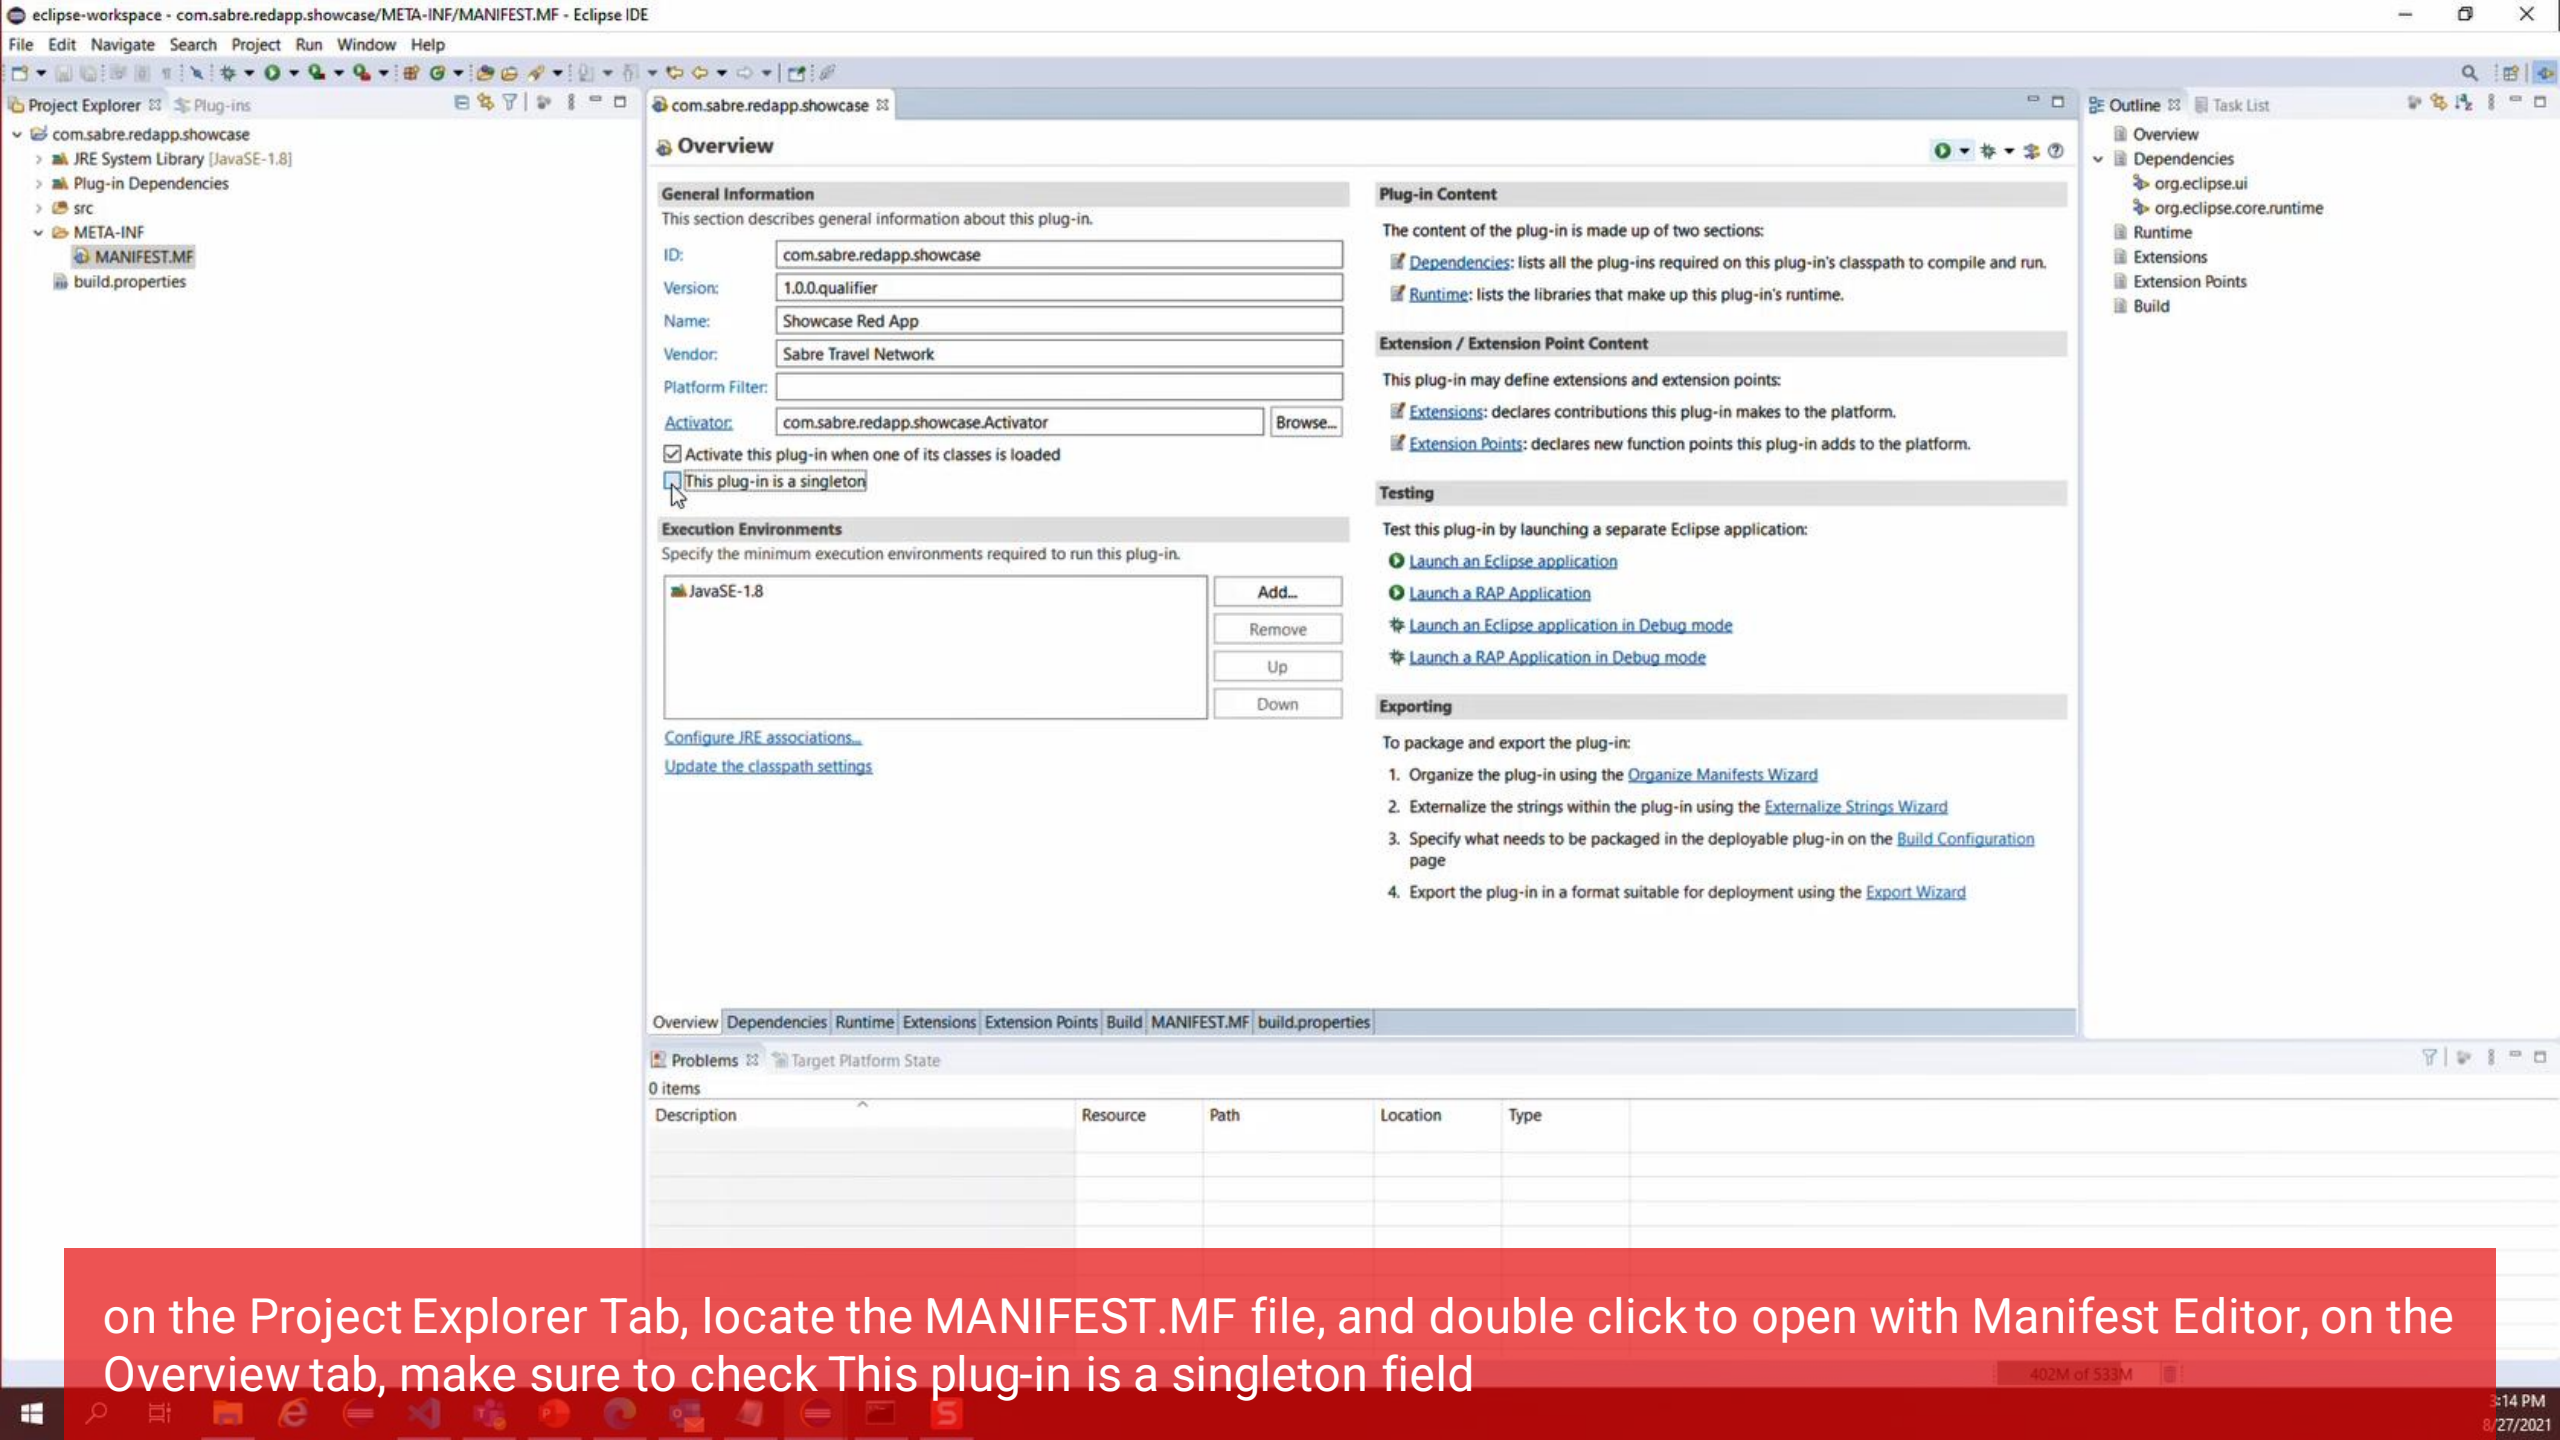 eclipse-workspace - com.sabre.redapp.showcase/META-INF/MANIFEST.MF - Eclipse IDE
File Edit Navigate Search Project Run Window Help
Project Explorer Plug-ins
com.sabre.redapp.showcase
JRE System Library [JavaSE-1.8]
Plug-in Dependencies
src
META-INF
MANIFEST.MF
build.properties
com.sabre.redapp.showcase
Overview
General Information
This section describes general information about this plug-in.
ID: com.sabre.redapp.showcase
Version: 1.0.0.qualifier
Name: Showcase Red App
Vendor: Sabre Travel Network
Platform Filter:
Activator: com.sabre.redapp.showcase.Activator Browse...
Activate this plug-in when one of its classes is loaded
This plug-in is a singleton
Execution Environments
Specify the minimum execution environments required to run this plug-in.
JavaSE-1.8
Add...
Remove
Up
Down
Configure JRE associations...
Update the classpath settings
Plug-in Content
The content of the plug-in is made up of two sections:
Dependencies: lists all the plug-ins required on this plug-in's classpath to compile and run.
Runtime: lists the libraries that make up this plug-in's runtime.
Extension / Extension Point Content
This plug-in may define extensions and extension points:
Extensions: declares contributions this plug-in makes to the platform.
Extension Points: declares new function points this plug-in adds to the platform.
Testing
Test this plug-in by launching a separate Eclipse application:
Launch an Eclipse application
Launch a RAP Application
Launch an Eclipse application in Debug mode
Launch a RAP Application in Debug mode
Exporting
To package and export the plug-in:
1. Organize the plug-in using the Organize Manifests Wizard
2. Externalize the strings within the plug-in using the Externalize Strings Wizard
3. Specify what needs to be packaged in the deployable plug-in on the Build Configuration
page
4. Export the plug-in in a format suitable for deployment using the Export Wizard
Overview Dependencies Runtime Extensions Extension Points Build MANIFEST.MF build.properties
Outline Task List
Overview
Dependencies
org.eclipse.ui
org.eclipse.core.runtime
Runtime
Extensions
Extension Points
Build
Problems Target Platform State
0 items
Description Resource Path Location Type
on the Project Explorer Tab, locate the MANIFEST.MF file, and double click to open with Manifest Editor, on the
Overview tab, make sure to check This plug-in is a singleton field
402M of 533M
3:14 PM
8/27/2021